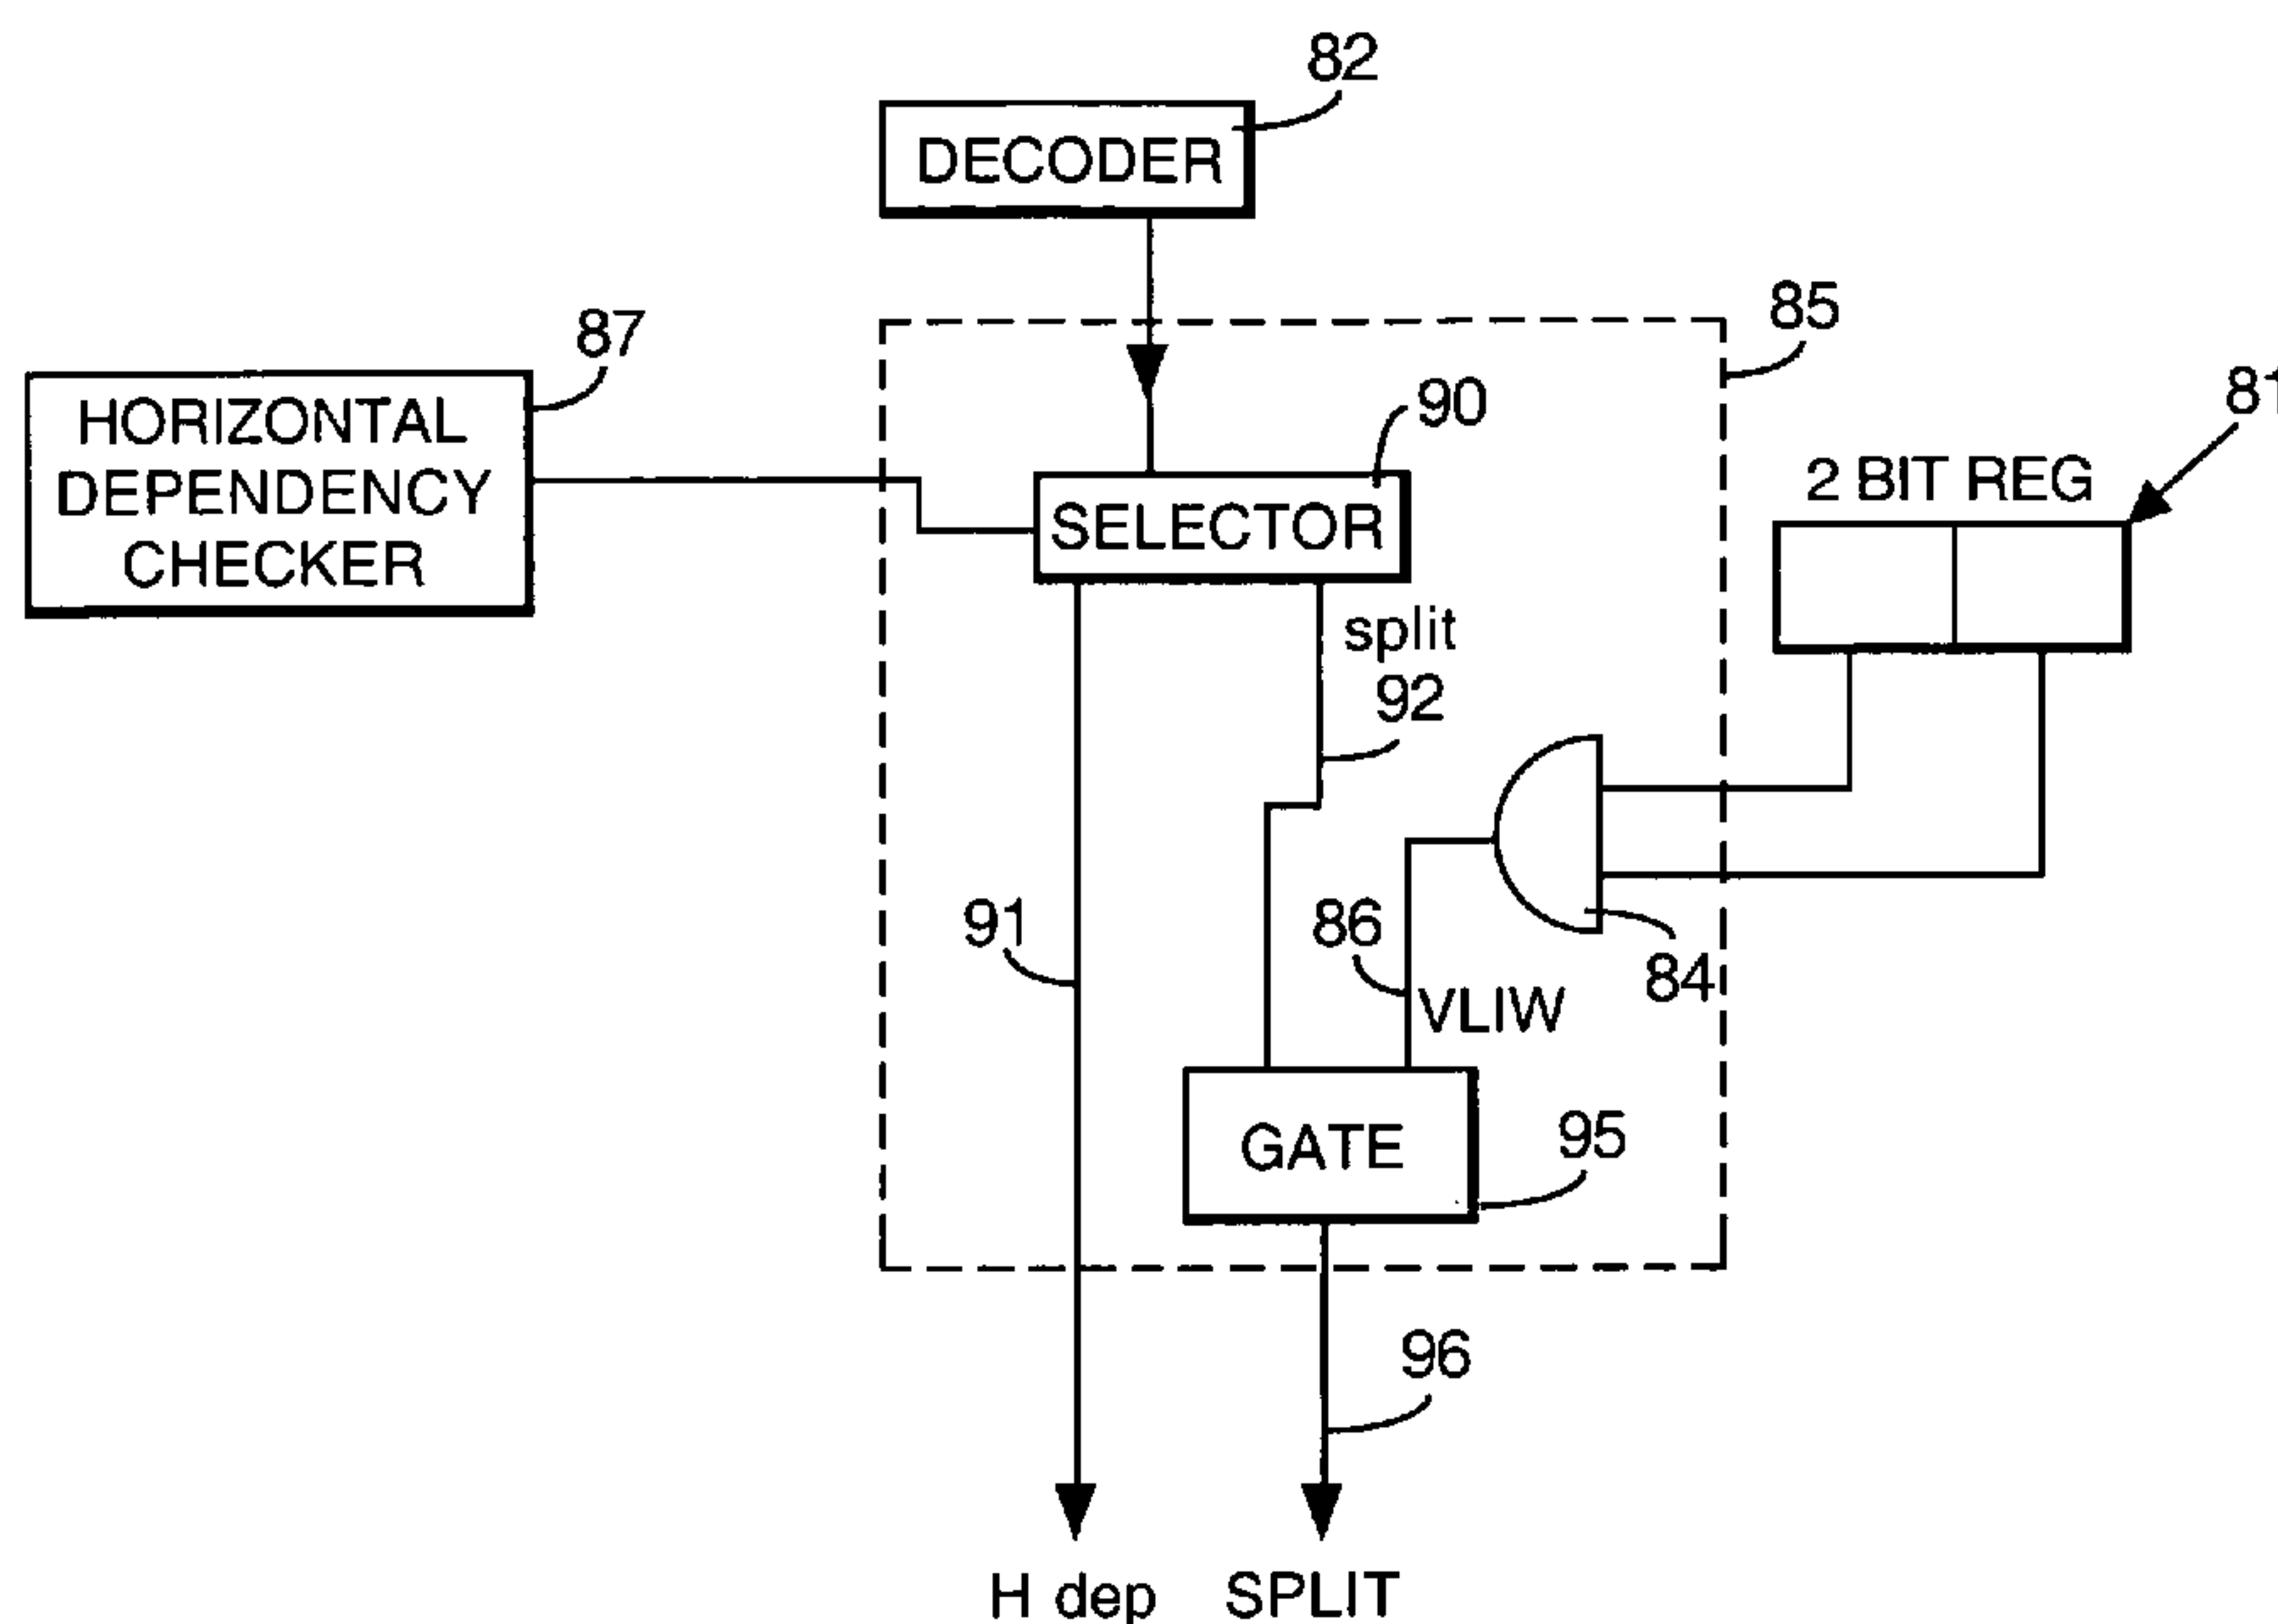 82
DECODER
85
87
81
HORIZONTAL
DEPENDENCY
CHECKER
90
2 BIT REG
SELECTOR
split
92
91
86
84
VLIW
GATE
95
96
H dep
SPLIT